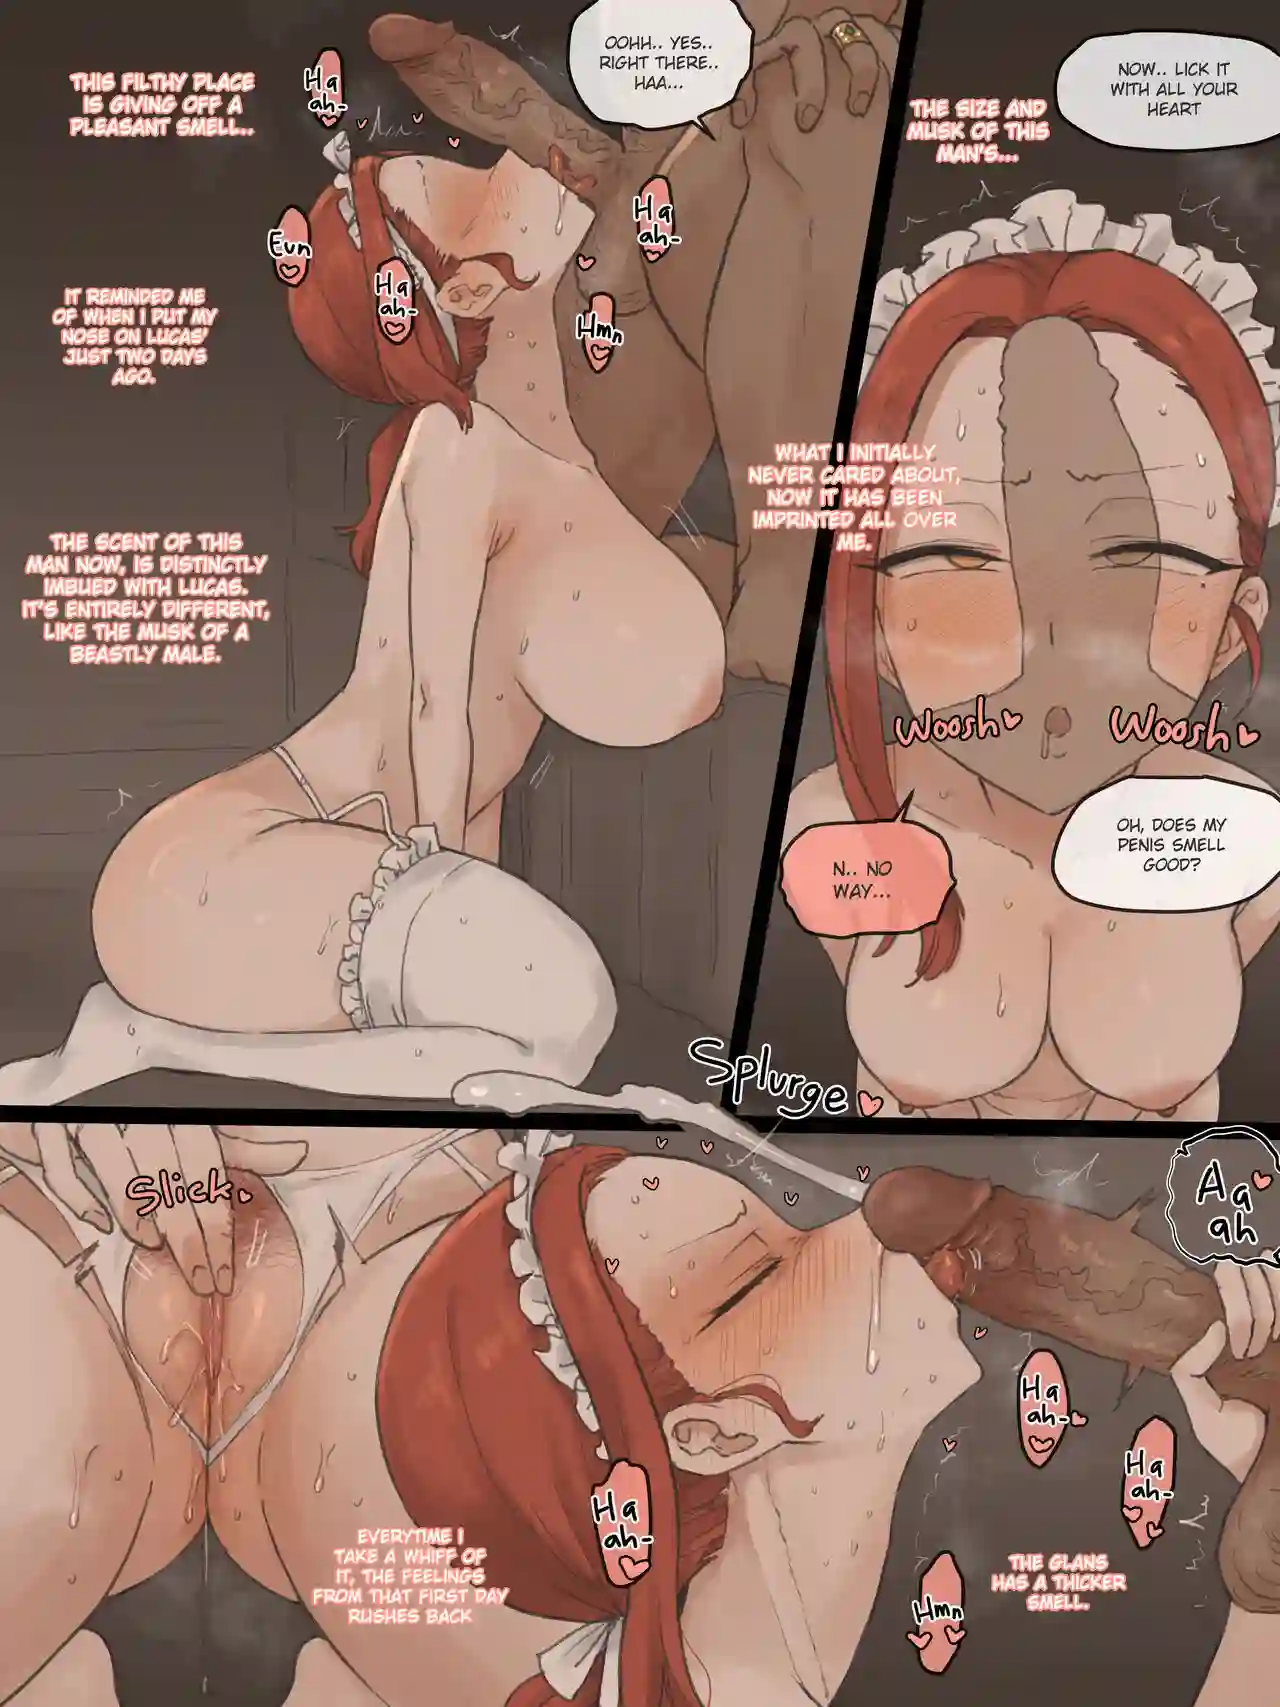 OOHH.. YES..
RIGHT THERE..
HAA...
THIS FILTHY PLACE
IS GIVING OFF A
PLEASANT SMELL..
Ha
ah-
Ha
ah-
Eun
Ha
ah-
Hmn
IT REMINDED ME
OF WHEN I PUT MY
NOSE ON LUCAS'
JUST TWO DAYS
AGO.
THE SCENT OF THIS
MAN NOW, IS DISTINCTLY
IMBUED WITH LUCAS.
IT'S ENTIRELY DIFFERENT,
LIKE THE MUSK OF A
BEASTLY MALE.
NOW.. LICK IT
WITH ALL YOUR
HEART
THE SIZE AND
MUSK OF THIS
MAN'S...
WHAT I INITIALLY
NEVER CARED ABOUT,
NOW IT HAS BEEN
IMPRINTED ALL OVER
ME.
Woosh
Woosh
OH, DOES MY
PENIS SMELL
GOOD?
N.. NO
WAY...
Splurge
Slick
Aa
ah
Ha
ah-
Ha
ah-
Ha
ah-
EVERYTIME I
TAKE A WHIFF OF
IT, THE FEELINGS
FROM THAT FIRST DAY
RUSHES BACK
THE GLANS
HAS A THICKER
SMELL.
Hmn